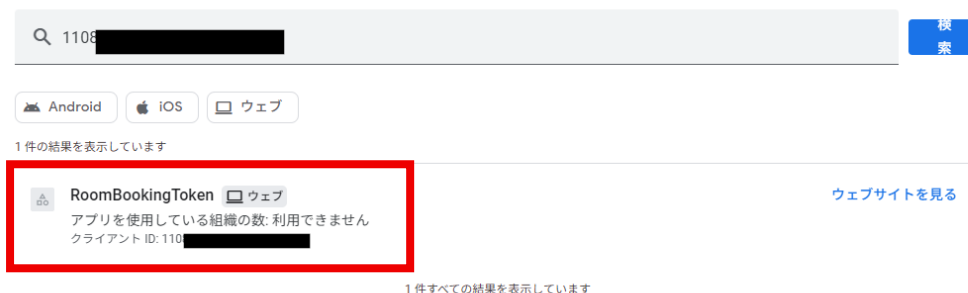 1108
検索
Android
iOS
ウェブ
1 件の結果を表示しています
RoomBookingToken ウェブ
ウェブサイトを見る
アプリを使用している組織の数: 利用できません
クライアント ID: 110
1 件すべての結果を表示しています